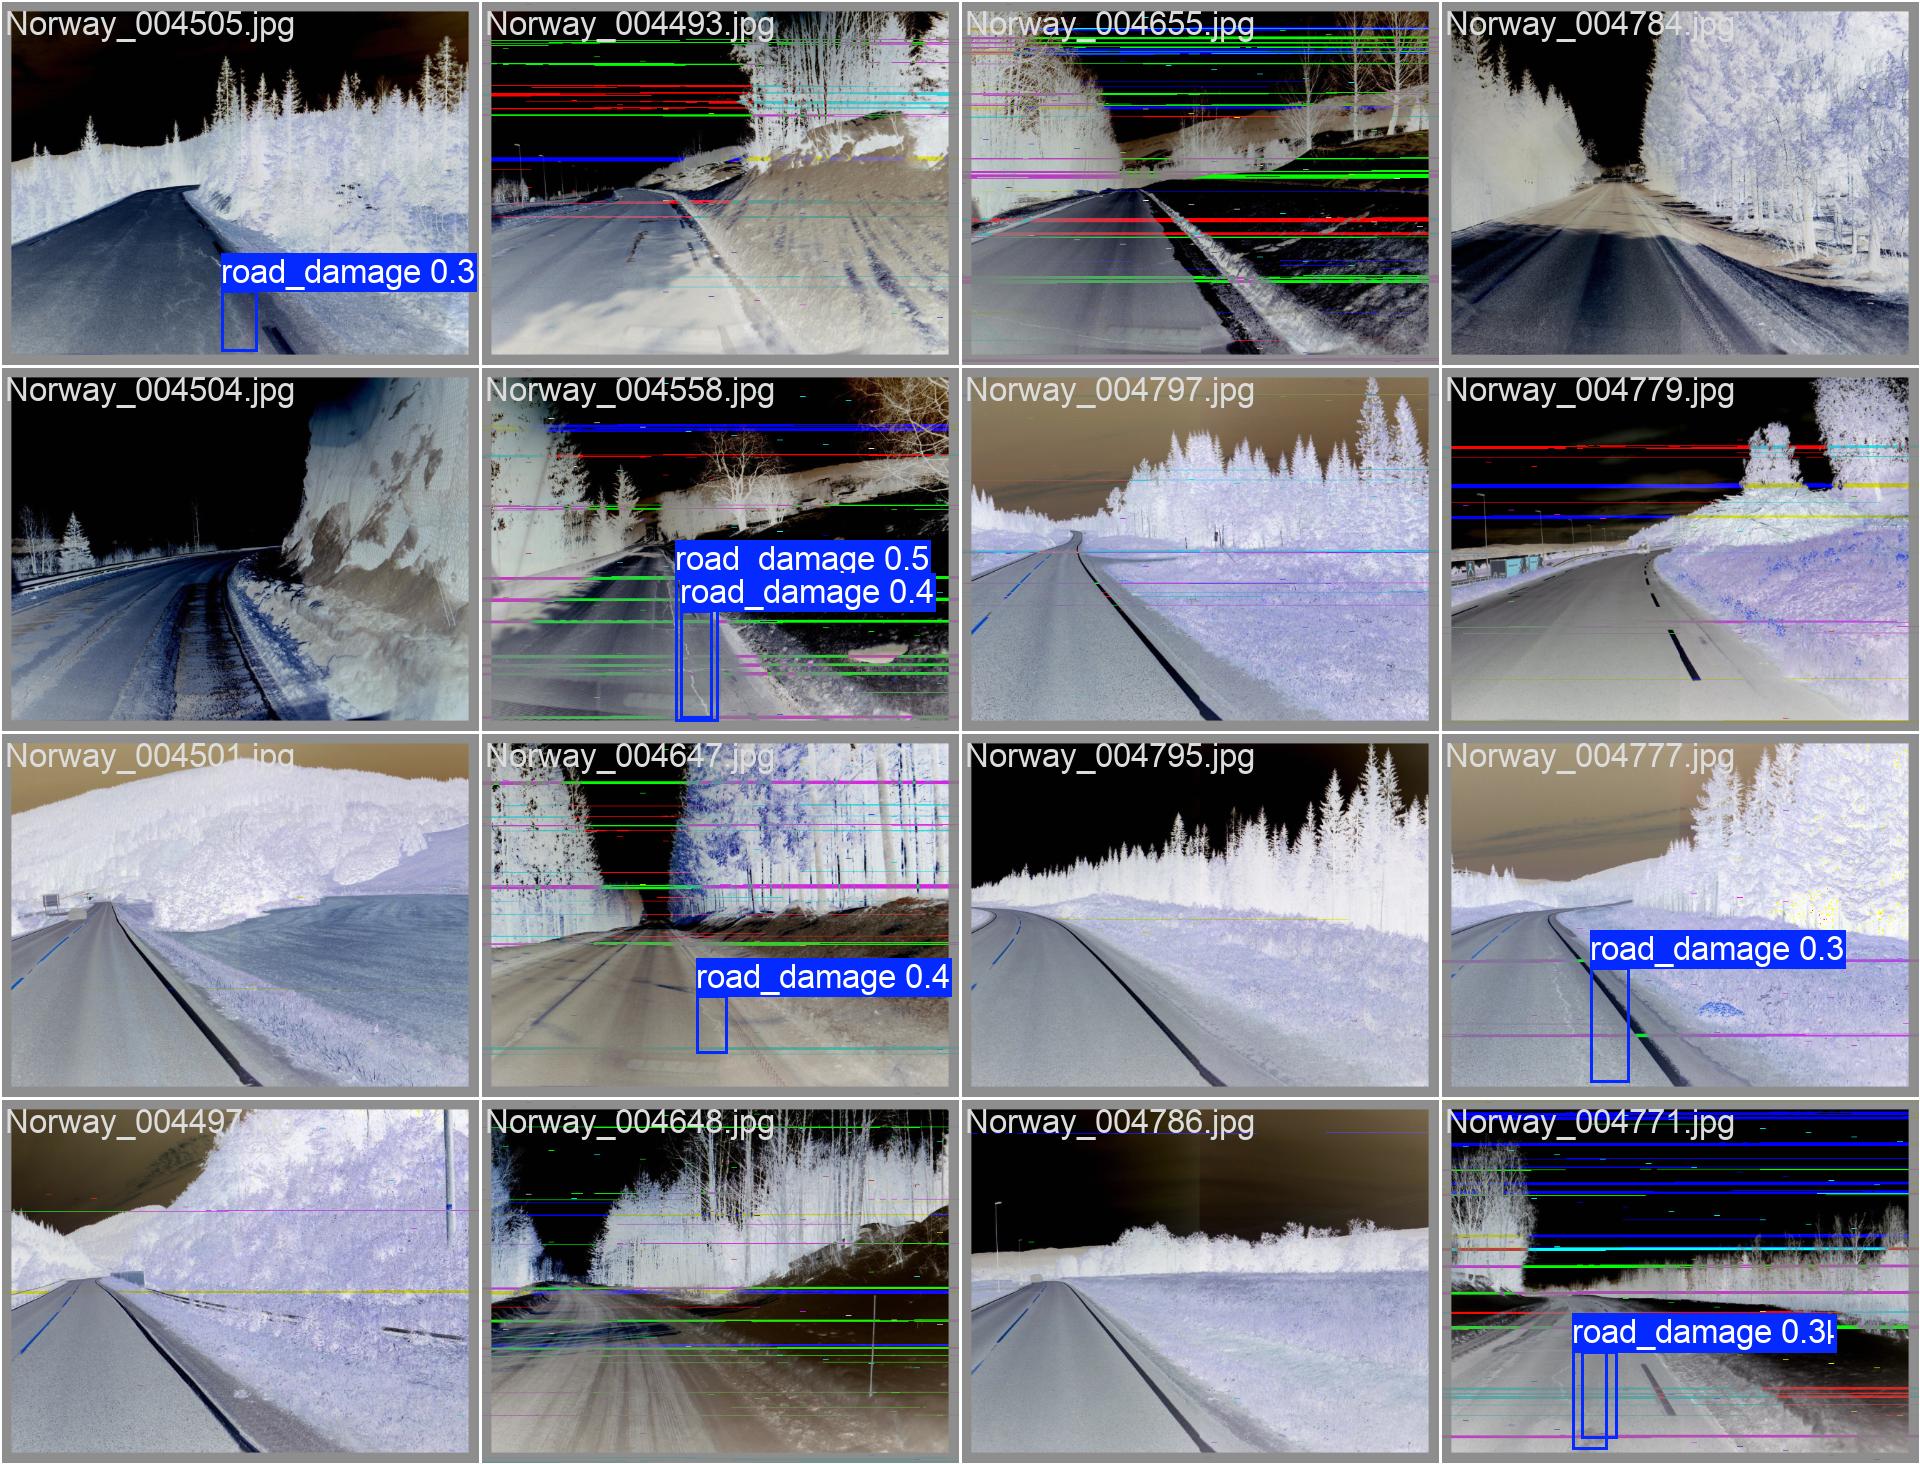 Norway_004505.jpg
Norway_004493.jpg
Norway_004655.jpg
Norway_004784.jpg
road_damage 0.3
Norway_004504.jpg
Norway_004558.jpg
Norway_004797.jpg
Norway_004779.jpg
road_damage 0.5
road_damage 0.4
Norway_004501.jpg
Norway_004647.jpg
Norway_004795.jpg
Norway_004777.jpg
road_damage 0.4
road_damage 0.3
Norway_004497.jpg
Norway_004648.jpg
Norway_004786.jpg
Norway_004771.jpg
road_damage 0.3